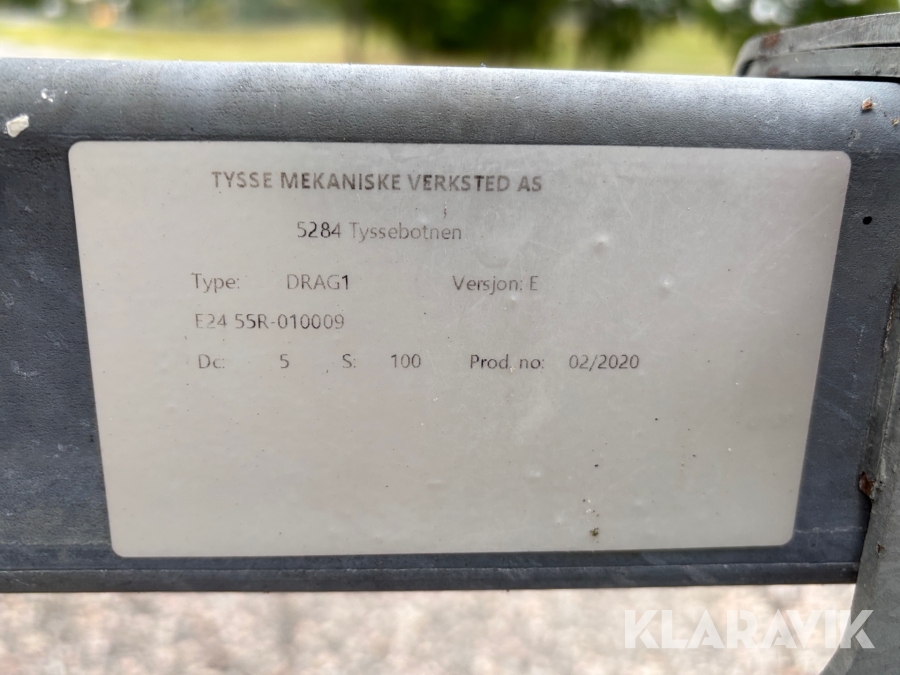 TYSSE MEKANISKE VERKSTED AS
5284 Tyssebotnen
Type: DRAG1 Versjon: E
E24 55R-010009
Dc: 5 S: 100 Prod. no: 02/2020
KLARAVIK